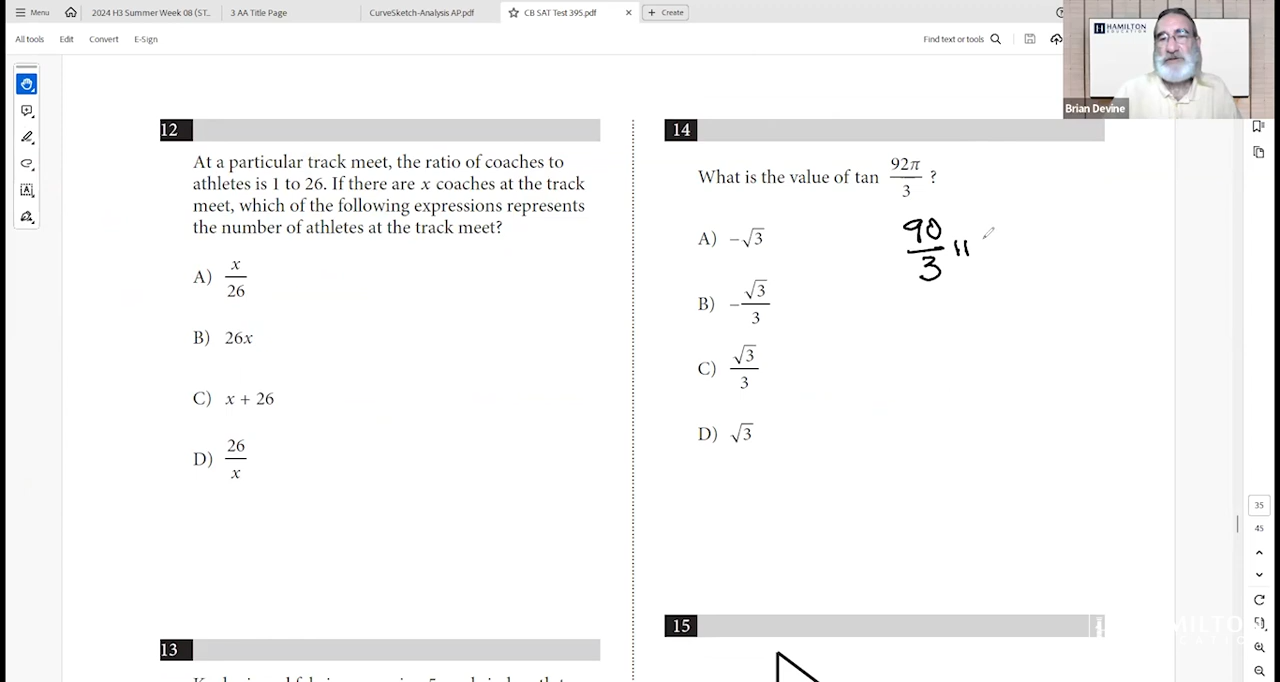 Menu
2024 H3 Summer Week 08 (ST...
3 AA Title Page
CurveSketch-Analysis AP.pdf
CB SAT Test 395.pdf
Create
All tools
Edit
Convert
E-Sign
Find text or tools
HAMILTON
EDUCATION
Brian Devine
12
At a particular track meet, the ratio of coaches to
athletes is 1 to 26. If there are x coaches at the track
meet, which of the following expressions represents
the number of athletes at the track meet?
A) x/26
B) 26x
C) x + 26
D) 26/x
13
14
What is the value of tan 92π/3 ?
A) −√3
B) −√3/3
C) √3/3
D) √3
90/3 =
15
35
45